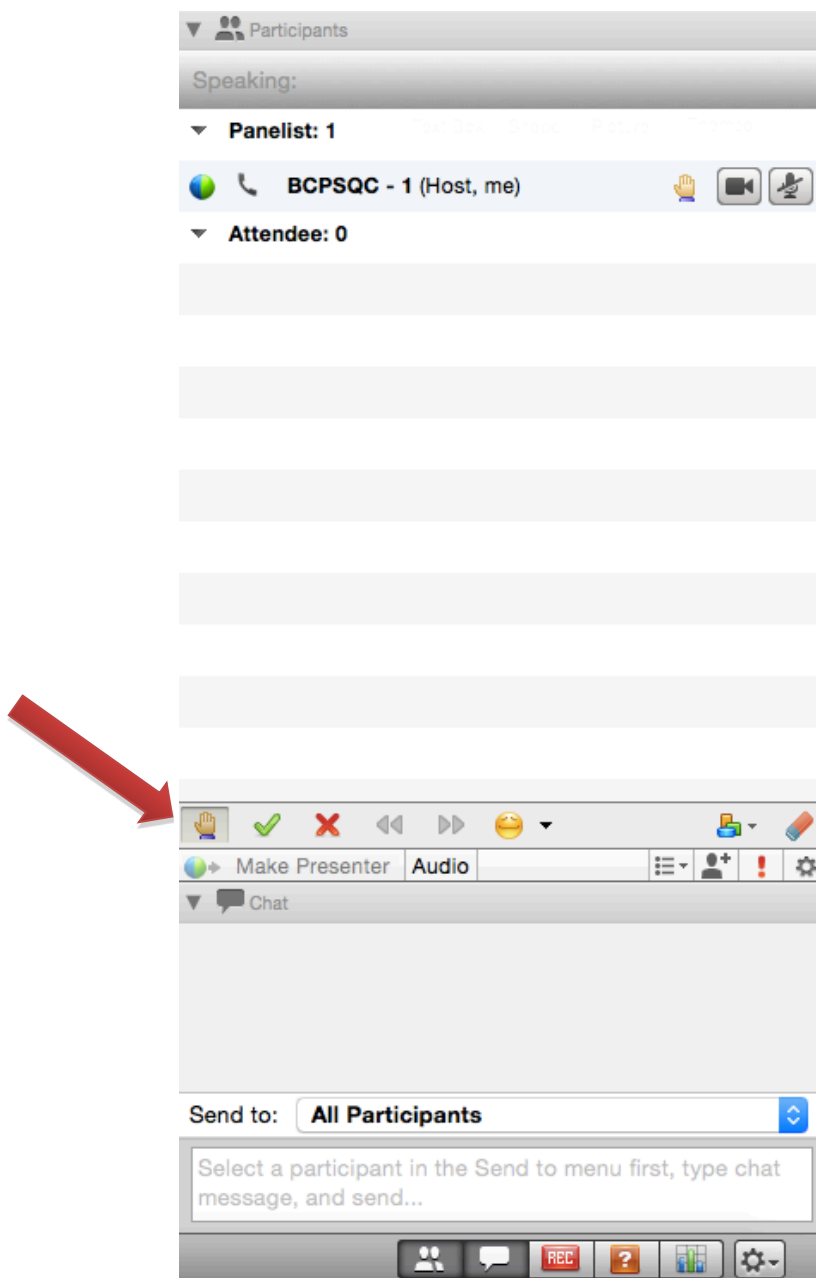 Participants
Speaking:
Panelist: 1
BCPSQC - 1 (Host, me)
Attendee: 0
Make Presenter Audio
Chat
Send to: All Participants
Select a participant in the Send to menu first, type chat
message, and send...
REC ?